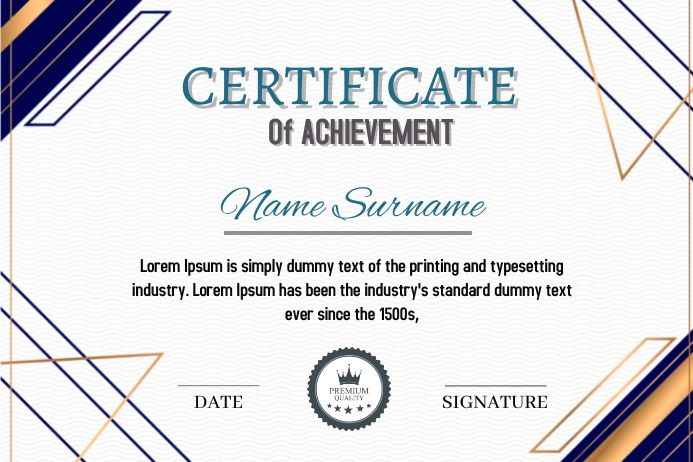 CERTIFICATE
Of ACHIEVEMENT
Name Surname
Lorem Ipsum is simply dummy text of the printing and typesetting
industry. Lorem Ipsum has been the industry's standard dummy text
ever since the 1500s,
PREMIUM
QUALITY
DATE
SIGNATURE